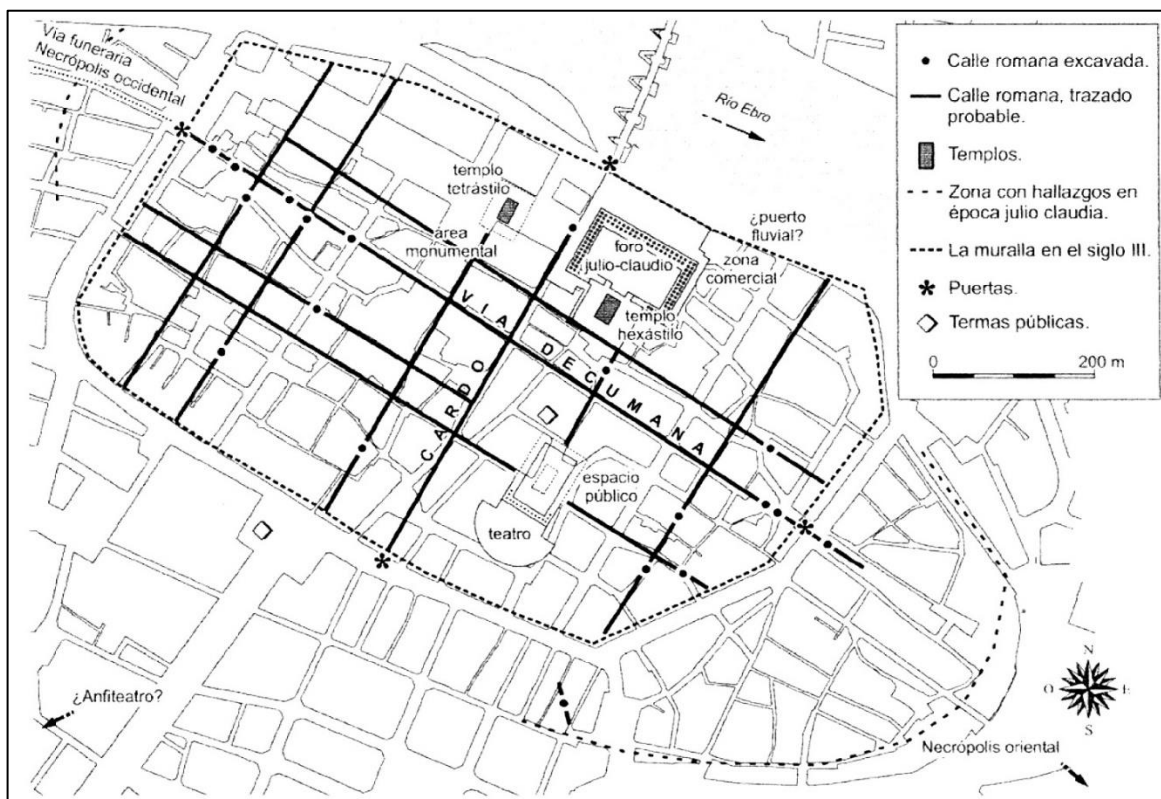 Vía funeraria
Necrópolis occidental
Río Ebro
templo
tetrástilo
área
monumental
foro
julio-claudio
¿puerto
fluvial?
zona
comercial
templo
hexástilo
VIA DECUMANA
CARDO
espacio
público
teatro
¿Anfiteatro?
Necrópolis oriental
N
O
E
S
Calle romana excavada.
Calle romana, trazado
probable.
Templos.
Zona con hallazgos en
época julio claudia.
La muralla en el siglo III.
Puertas.
Termas públicas.
0 200 m